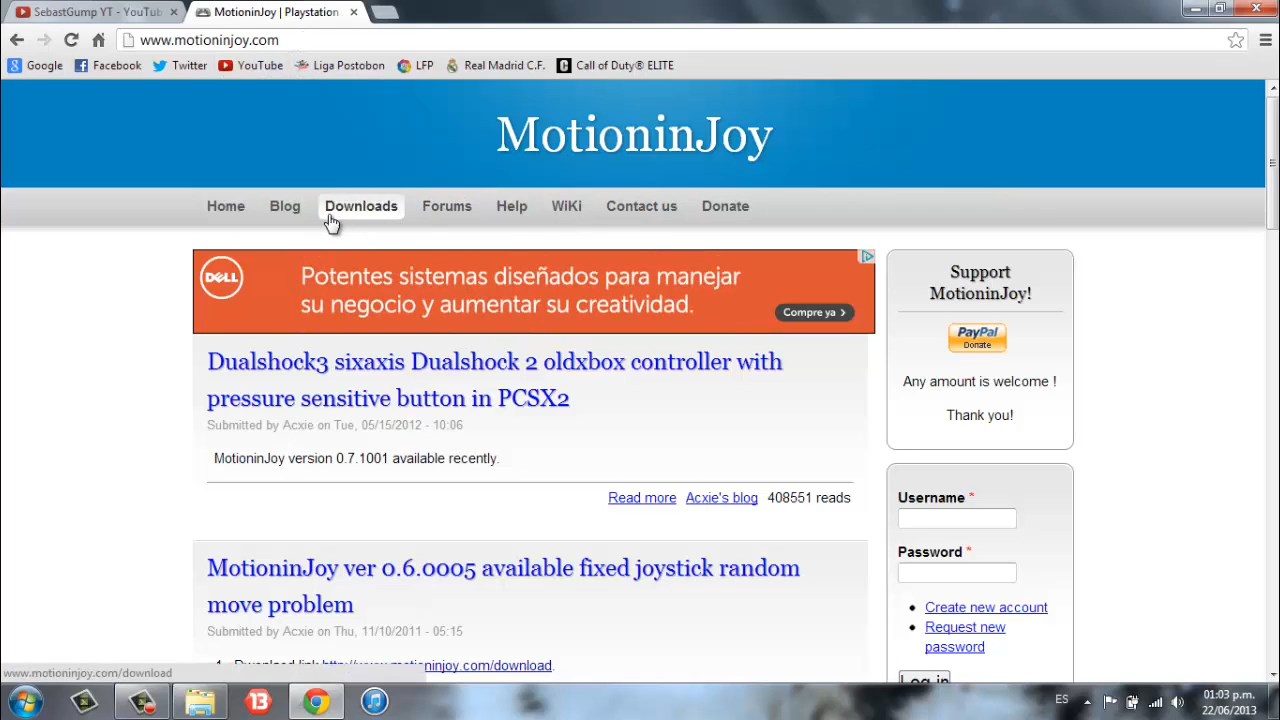 SebastGump YT - YouTub
MotioninJoy | Playstation
www.motioninjoy.com
Google Facebook Twitter YouTube Liga Postobon LFP Real Madrid C.F. Call of Duty® ELITE
MotioninJoy
Home Blog Downloads Forums Help WiKi Contact us Donate
DELL
Potentes sistemas diseñados para manejar
su negocio y aumentar su creatividad.
Compre ya >
Support
MotioninJoy!
PayPal
Donate
Any amount is welcome !
Thank you!
Dualshock3 sixaxis Dualshock 2 oldxbox controller with
pressure sensitive button in PCSX2
Submitted by Acxie on Tue, 05/15/2012 - 10:06
MotioninJoy version 0.7.1001 available recently.
Read more Acxie's blog 408551 reads
Username *
Password *
Create new account
Request new
password
Log in
MotioninJoy ver 0.6.0005 available fixed joystick random
move problem
Submitted by Acxie on Thu, 11/10/2011 - 05:15
1. Dwonload link http://www.motioninjoy.com/download.
www.motioninjoy.com/download
13
ES
01:03 p.m.
22/06/2013